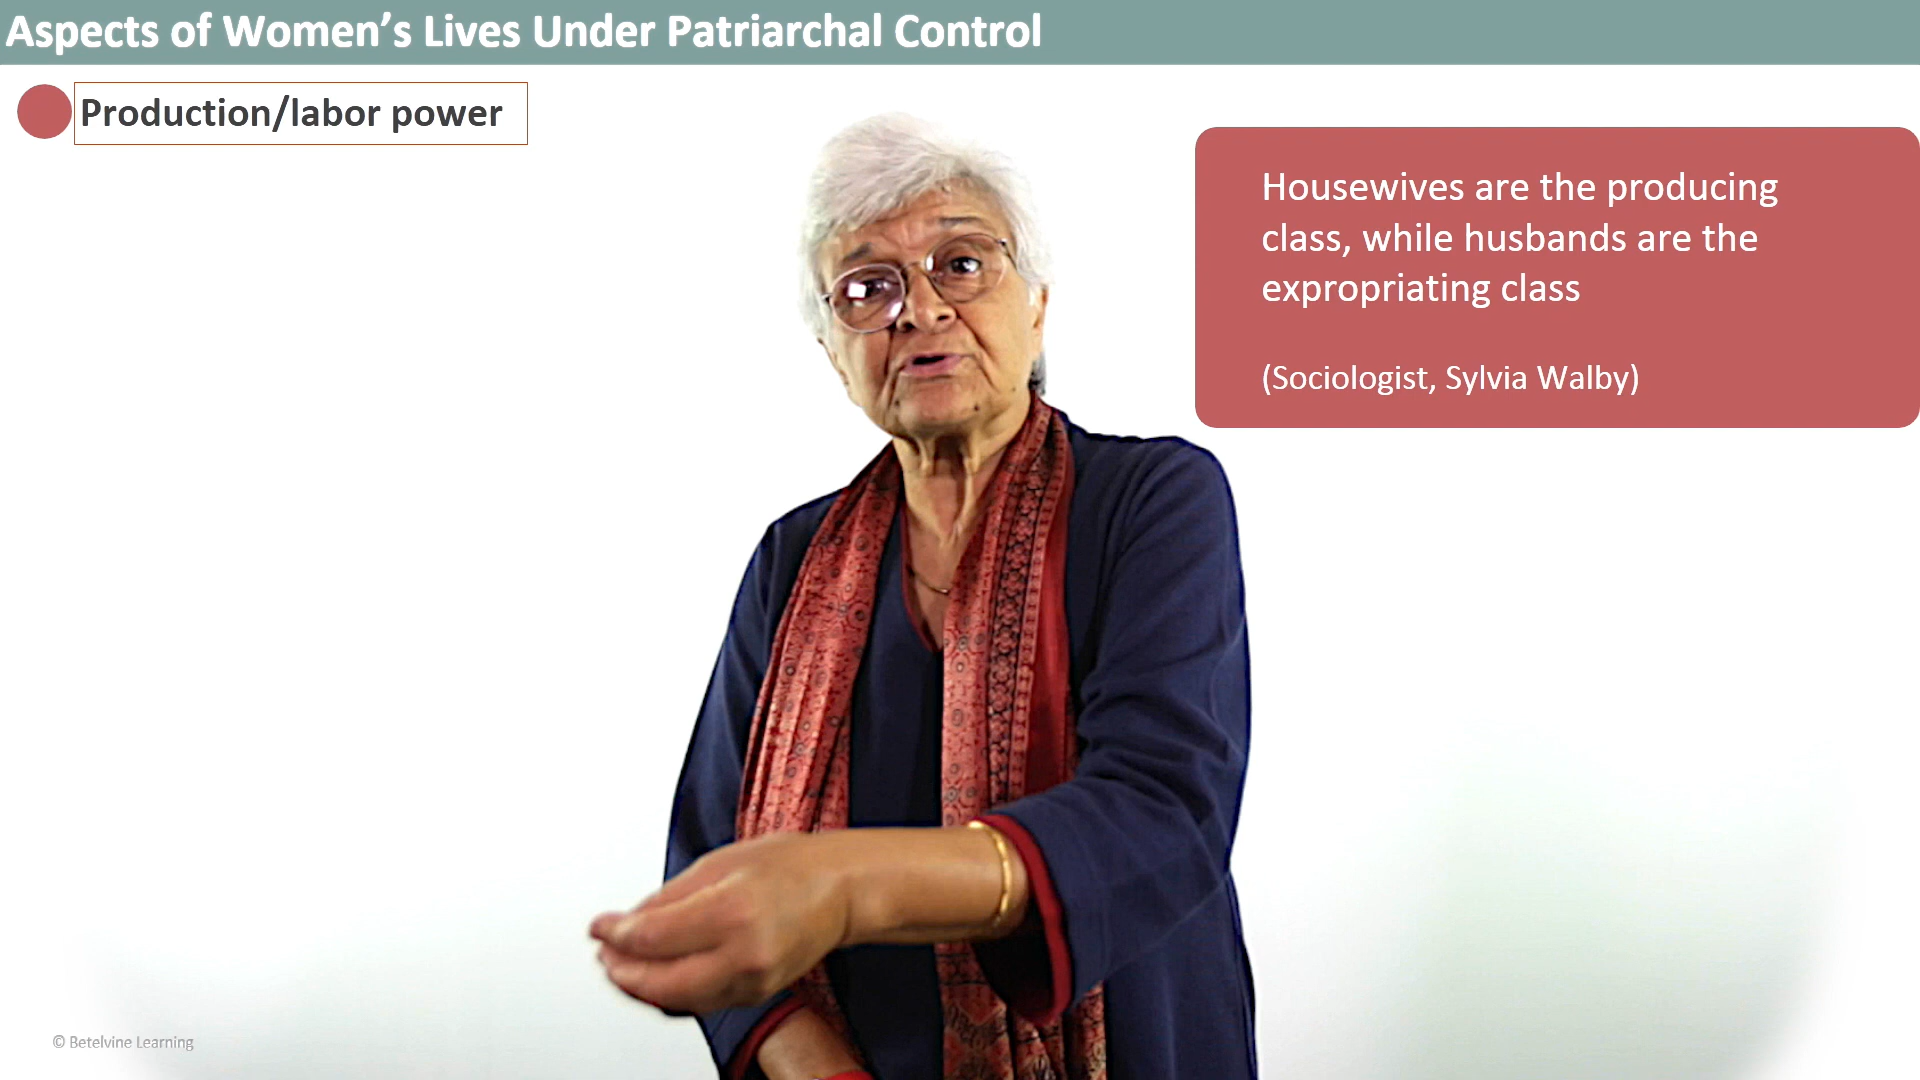 Aspects of Women’s Lives Under Patriarchal Control
Production/labor power
Housewives are the producing
class, while husbands are the
expropriating class
(Sociologist, Sylvia Walby)
© Betelvine Learning